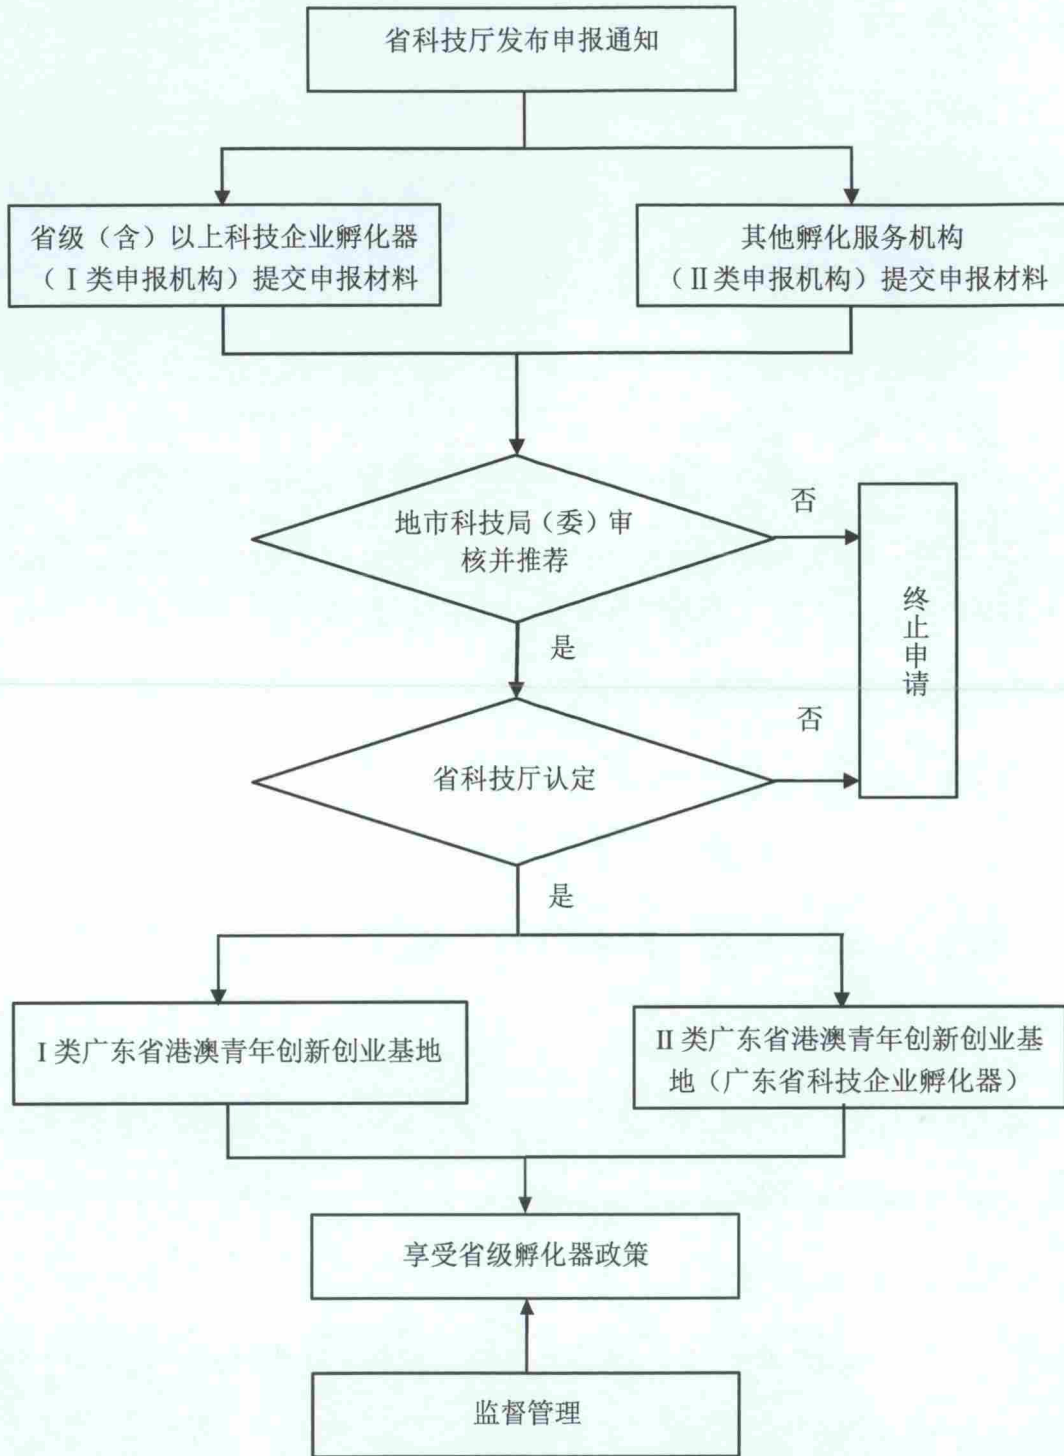 省科技厅发布申报通知
省级（含）以上科技企业孵化器
（Ⅰ类申报机构）提交申报材料
其他孵化服务机构
（Ⅱ类申报机构）提交申报材料
地市科技局（委）审
核并推荐
否
终止申请
是
否
省科技厅认定
是
Ⅰ类广东省港澳青年创新创业基地
Ⅱ类广东省港澳青年创新创业基
地（广东省科技企业孵化器）
享受省级孵化器政策
监督管理